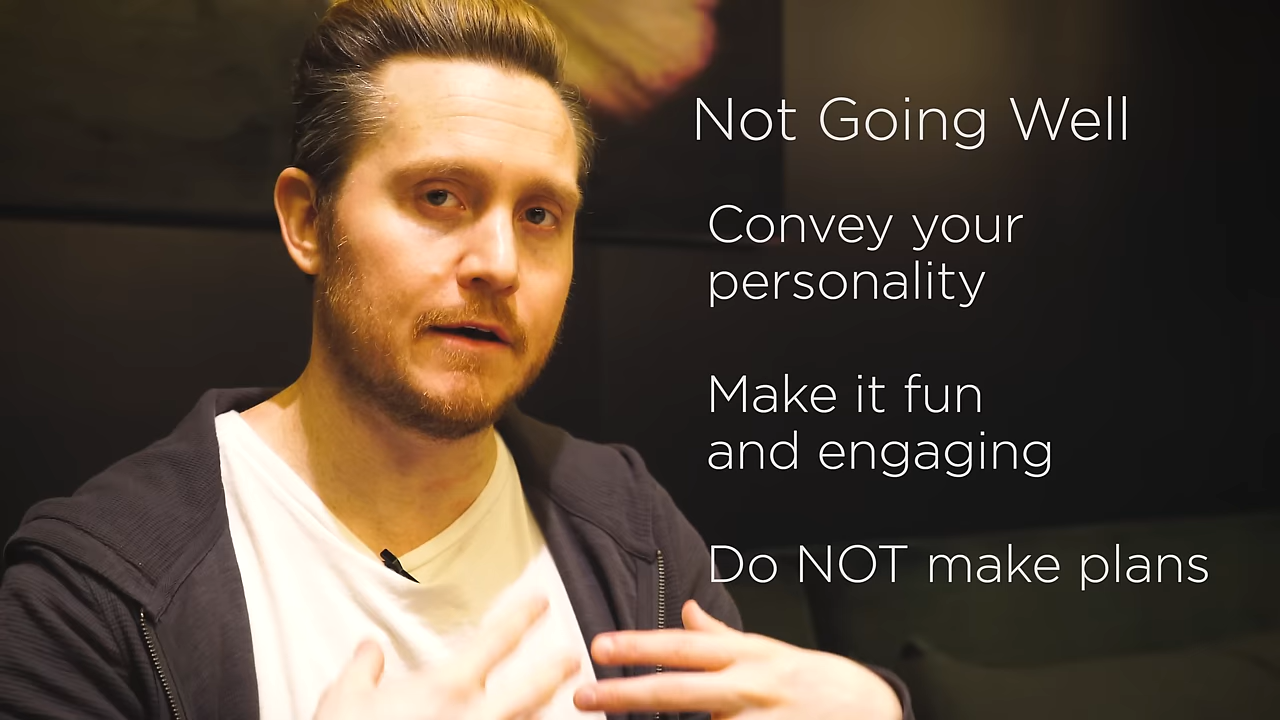 Not Going Well
Convey your
personality
Make it fun
and engaging
Do NOT make plans